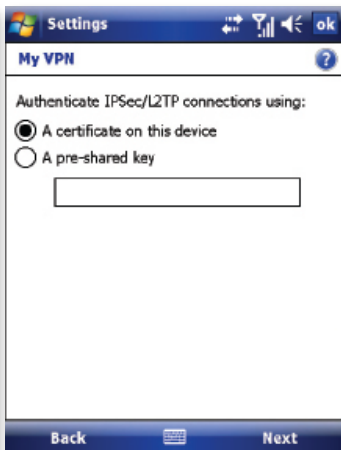 Settings
ok
My VPN
?
Authenticate IPSec/L2TP connections using:
A certificate on this device
A pre-shared key
Back
Next